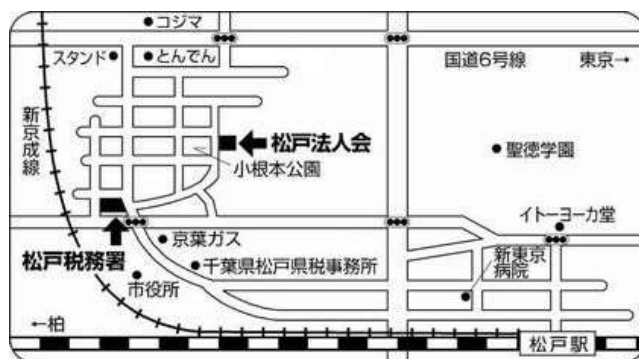 コジマ
スタンド
とんでん
国道6号線
東京→
新京成線
松戸法人会
小根本公園
聖徳学園
イトーヨーカ堂
京葉ガス
松戸税務署
千葉県松戸県税事務所
新東京
病院
市役所
←柏
松戸駅